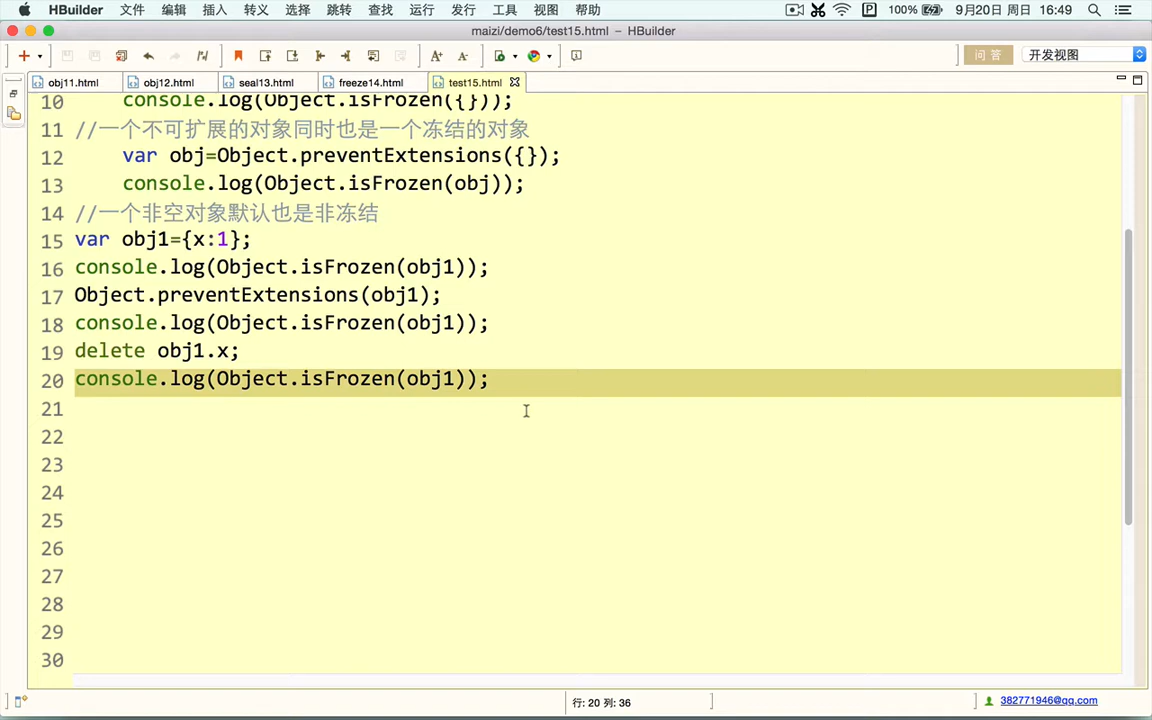 HBuilder 文件 编辑 插入 转义 选择 跳转 查找 运行 发行 工具 视图 帮助 100% 9月20日 周日 16:49
maizi/demo6/test15.html – HBuilder
问 答 开发视图
obj11.html obj12.html seal13.html freeze14.html test15.html
10 console.log(Object.isFrozen({}));
11 //一个不可扩展的对象同时也是一个冻结的对象
12 var obj=Object.preventExtensions({});
13 console.log(Object.isFrozen(obj));
14 //一个非空对象默认也是非冻结
15 var obj1={x:1};
16 console.log(Object.isFrozen(obj1));
17 Object.preventExtensions(obj1);
18 console.log(Object.isFrozen(obj1));
19 delete obj1.x;
20 console.log(Object.isFrozen(obj1));
21
22
23
24
25
26
27
28
29
30
行: 20 列: 36
382771946@qq.com